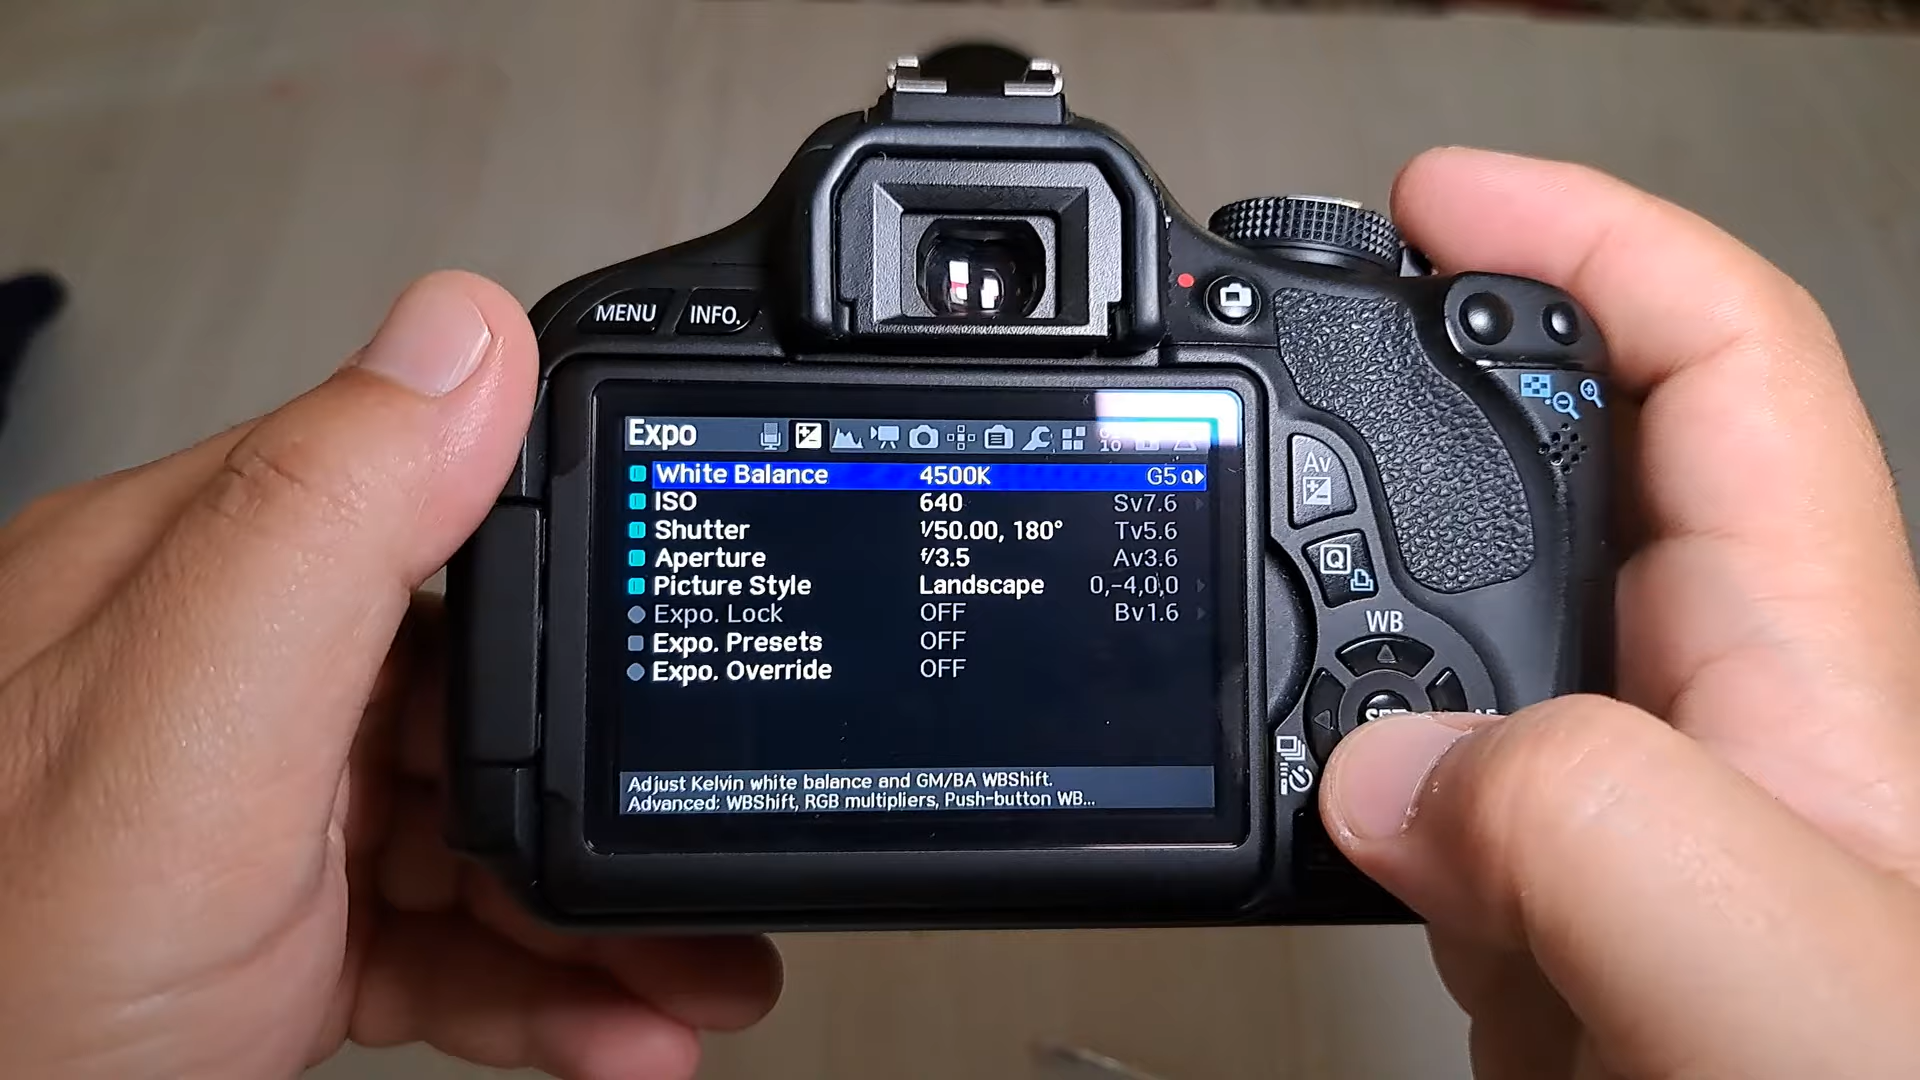 MENU INFO.
Expo
White Balance 4500K G5 Q
ISO 640 Sv7.6
Shutter 1/50.00, 180° Tv5.6
Aperture f/3.5 Av3.6
Picture Style Landscape 0,-4,0,0
Expo. Lock OFF Bv1.6
Expo. Presets OFF
Expo. Override OFF
Adjust Kelvin white balance and GM/BA WBShift.
Advanced: WBShift, RGB multipliers, Push-button WB...
Av
Q
WB
SET